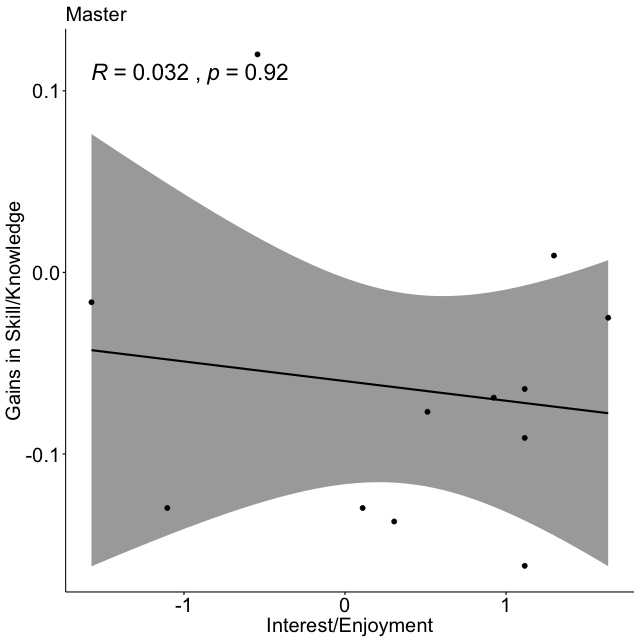 Master
R = 0.032 , p = 0.92
0.1
0.0
-0.1
Gains in Skill/Knowledge
-1
0
1
Interest/Enjoyment